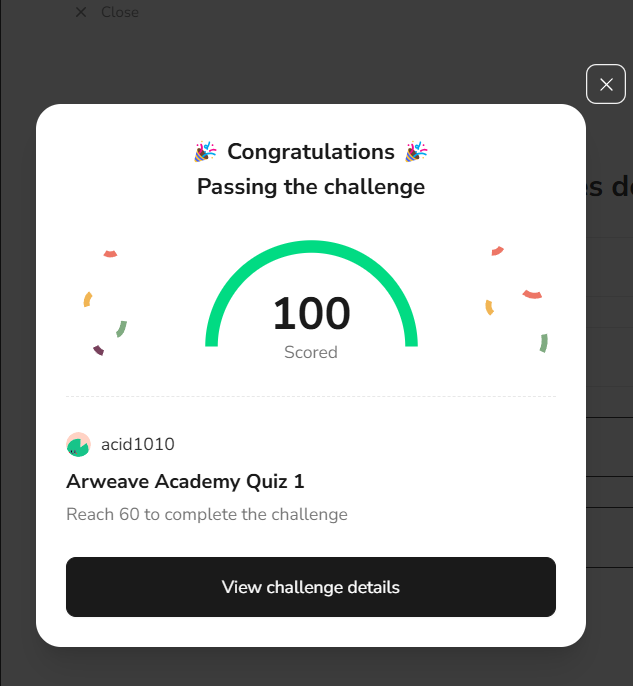 Close
🎉 Congratulations 🎉
Passing the challenge
100
Scored
acid1010
Arweave Academy Quiz 1
Reach 60 to complete the challenge
View challenge details